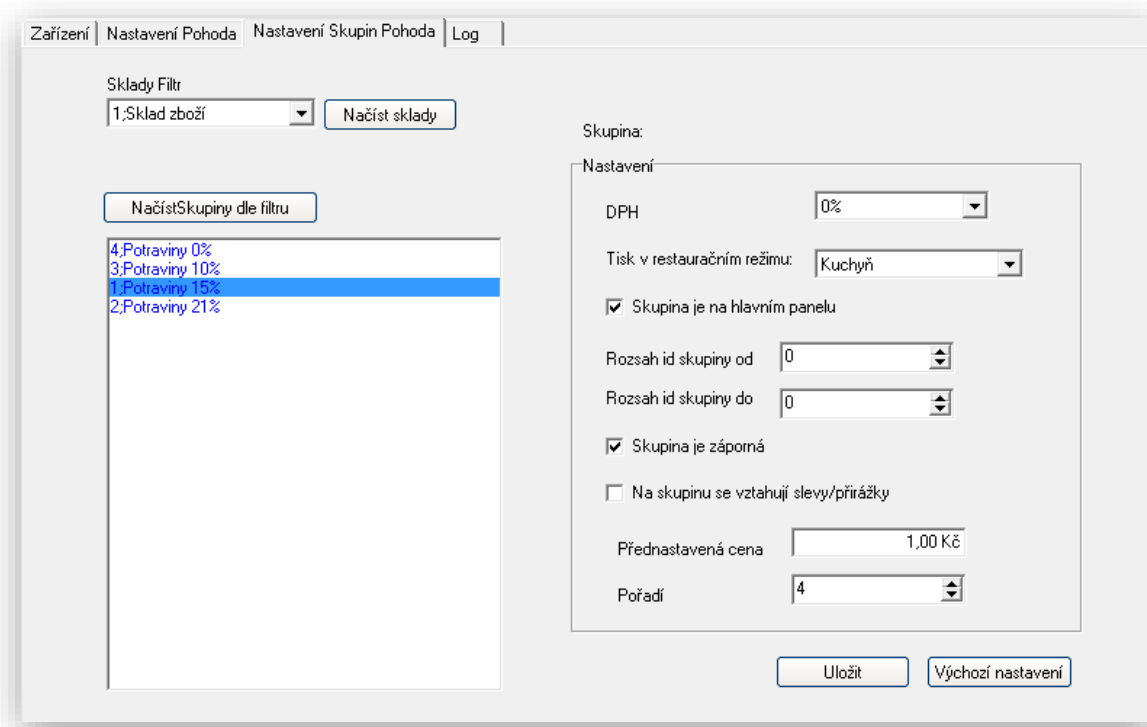 Zařízení Nastavení Pohoda Nastavení Skupin Pohoda Log
Sklady Filtr
1;Sklad zboží Načíst sklady
NačístSkupiny dle filtru
4;Potraviny 0%
3;Potraviny 10%
1;Potraviny 15%
2;Potraviny 21%
Skupina:
Nastavení
DPH 0%
Tisk v restauračním režimu: Kuchyň
Skupina je na hlavním panelu
Rozsah id skupiny od 0
Rozsah id skupiny do 0
Skupina je záporná
Na skupinu se vztahují slevy/přirážky
Přednastavená cena 1,00 Kč
Pořadí 4
Uložit Výchozí nastavení